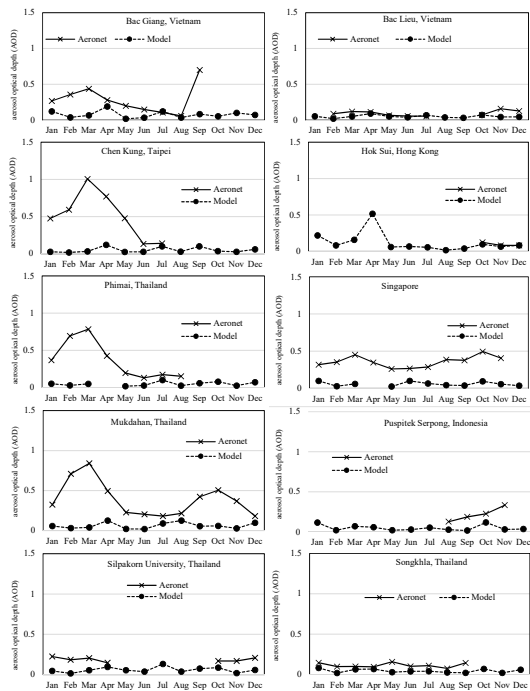 Bac Giang, Vietnam
Aeronet Model
aerosol optical depth (AOD)
1.5
1
0.5
0
Jan Feb Mar Apr May Jun Jul Aug Sep Oct Nov Dec
Bac Lieu, Vietnam
Aeronet Model
aerosol optical depth (AOD)
1.5
1
0.5
0
Jan Feb Mar Apr May Jun Jul Aug Sep Oct Nov Dec
Chen Kung, Taipei
Aeronet
Model
aerosol optical depth (AOD)
1.5
1
0.5
0
Jan Feb Mar Apr May Jun Jul Aug Sep Oct Nov Dec
Hok Sui, Hong Kong
Aeronet
Model
aerosol optical depth (AOD)
1.5
1
0.5
0
Jan Feb Mar Apr May Jun Jul Aug Sep Oct Nov Dec
Phimai, Thailand
Aeronet
Model
aerosol optical depth (AOD)
1.5
1
0.5
0
Jan Feb Mar Apr May Jun Jul Aug Sep Oct Nov Dec
Singapore
Aeronet
Model
aerosol optical depth (AOD)
1.5
1
0.5
0
Jan Feb Mar Apr May Jun Jul Aug Sep Oct Nov Dec
Mukdahan, Thailand
Aeronet
Model
aerosol optical depth (AOD)
1.5
1
0.5
0
Jan Feb Mar Apr May Jun Jul Aug Sep Oct Nov Dec
Puspitek Serpong, Indonesia
Aeronet
Model
aerosol optical depth (AOD)
1.5
1
0.5
0
Jan Feb Mar Apr May Jun Jul Aug Sep Oct Nov Dec
Silpakorn University, Thailand
Aeronet
Model
aerosol optical depth (AOD)
1.5
1
0.5
0
Jan Feb Mar Apr May Jun Jul Aug Sep Oct Nov Dec
Songkhla, Thailand
Aeronet Model
aerosol optical depth (AOD)
1.5
1
0.5
0
Jan Feb Mar Apr May Jun Jul Aug Sep Oct Nov Dec